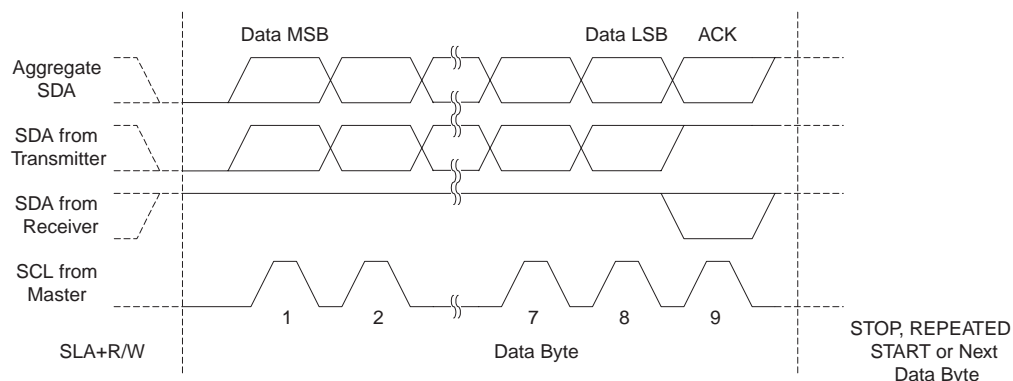 Data MSB
Data LSB
ACK
Aggregate
SDA
SDA from
Transmitter
SDA from
Receiver
SCL from
Master
1
2
7
8
9
SLA+R/W
Data Byte
STOP, REPEATED
START or Next
Data Byte